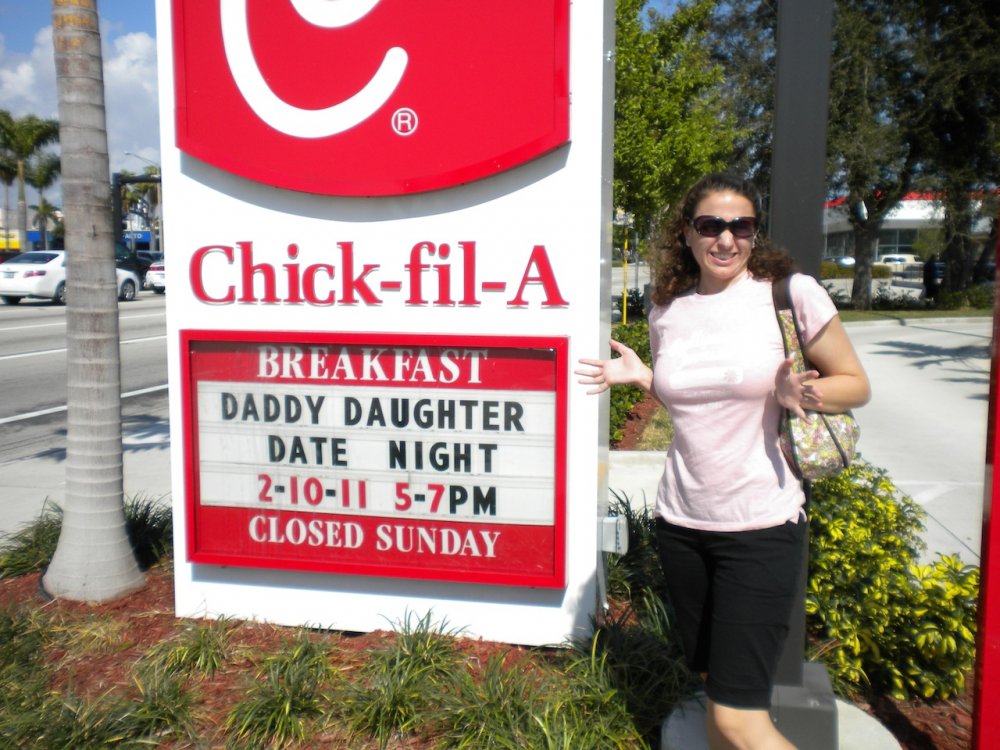 ®
Chick-fil-A
BREAKFAST
DADDY DAUGHTER
DATE NIGHT
2-10-11 5-7PM
CLOSED SUNDAY